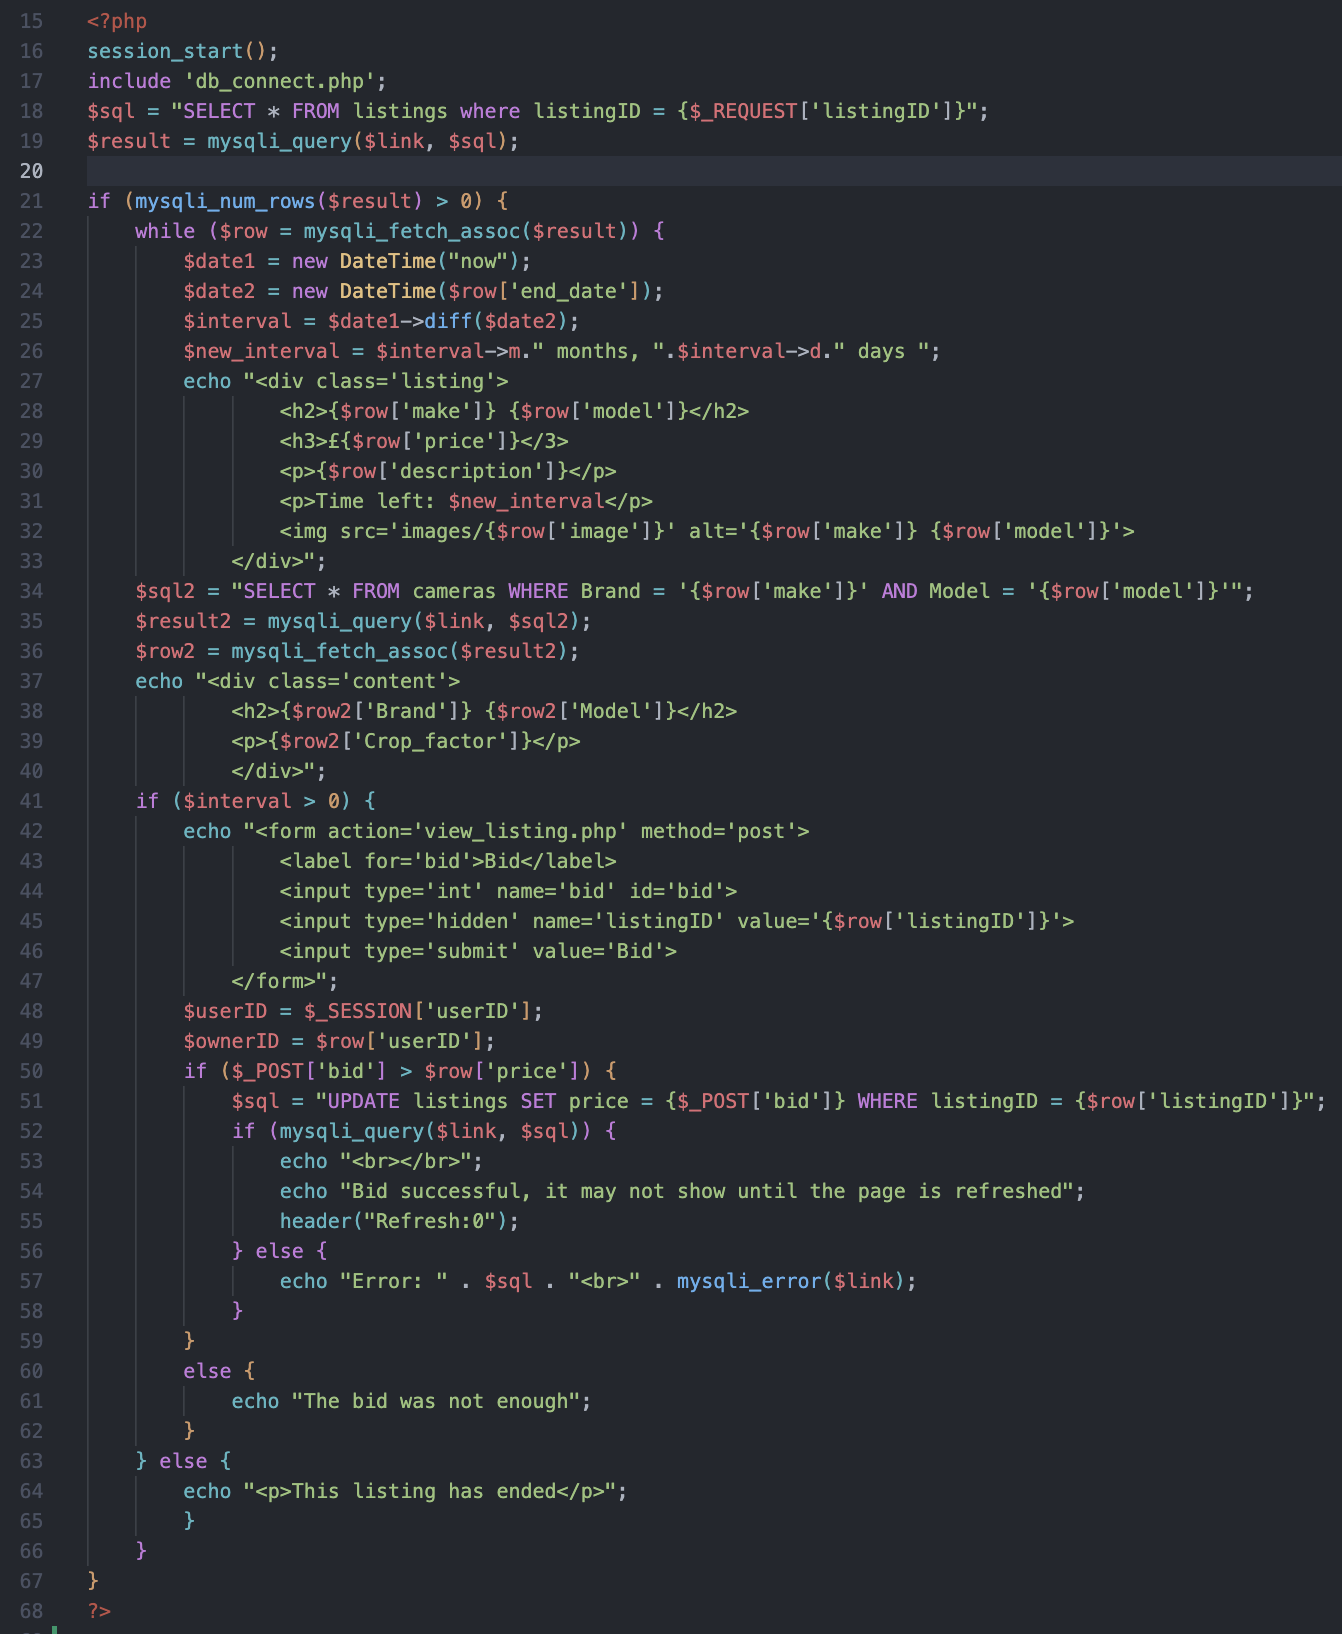 15 <?php
16 session_start();
17 include 'db_connect.php';
18 $sql = "SELECT * FROM listings where listingID = {$_REQUEST['listingID']}";
19 $result = mysqli_query($link, $sql);
20
21 if (mysqli_num_rows($result) > 0) {
22     while ($row = mysqli_fetch_assoc($result)) {
23         $date1 = new DateTime("now");
24         $date2 = new DateTime($row['end_date']);
25         $interval = $date1->diff($date2);
26         $new_interval = $interval->m." months, ".$interval->d." days ";
27         echo "<div class='listing'>
28                 <h2>{$row['make']} {$row['model']}</h2>
29                 <h3>£{$row['price']}</3>
30                 <p>{$row['description']}</p>
31                 <p>Time left: $new_interval</p>
32                 <img src='images/{$row['image']}' alt='{$row['make']} {$row['model']}'>
33             </div>";
34     $sql2 = "SELECT * FROM cameras WHERE Brand = '{$row['make']}' AND Model = '{$row['model']}'";
35     $result2 = mysqli_query($link, $sql2);
36     $row2 = mysqli_fetch_assoc($result2);
37     echo "<div class='content'>
38             <h2>{$row2['Brand']} {$row2['Model']}</h2>
39             <p>{$row2['Crop_factor']}</p>
40             </div>";
41     if ($interval > 0) {
42         echo "<form action='view_listing.php' method='post'>
43                 <label for='bid'>Bid</label>
44                 <input type='int' name='bid' id='bid'>
45                 <input type='hidden' name='listingID' value='{$row['listingID']}'>
46                 <input type='submit' value='Bid'>
47             </form>";
48         $userID = $_SESSION['userID'];
49         $ownerID = $row['userID'];
50         if ($_POST['bid'] > $row['price']) {
51             $sql = "UPDATE listings SET price = {$_POST['bid']} WHERE listingID = {$row['listingID']}";
52             if (mysqli_query($link, $sql)) {
53                 echo "<br></br>";
54                 echo "Bid successful, it may not show until the page is refreshed";
55                 header("Refresh:0");
56             } else {
57                 echo "Error: " . $sql . "<br>" . mysqli_error($link);
58             }
59         }
60         else {
61             echo "The bid was not enough";
62         }
63     } else {
64         echo "<p>This listing has ended</p>";
65         }
66     }
67 }
68 ?>